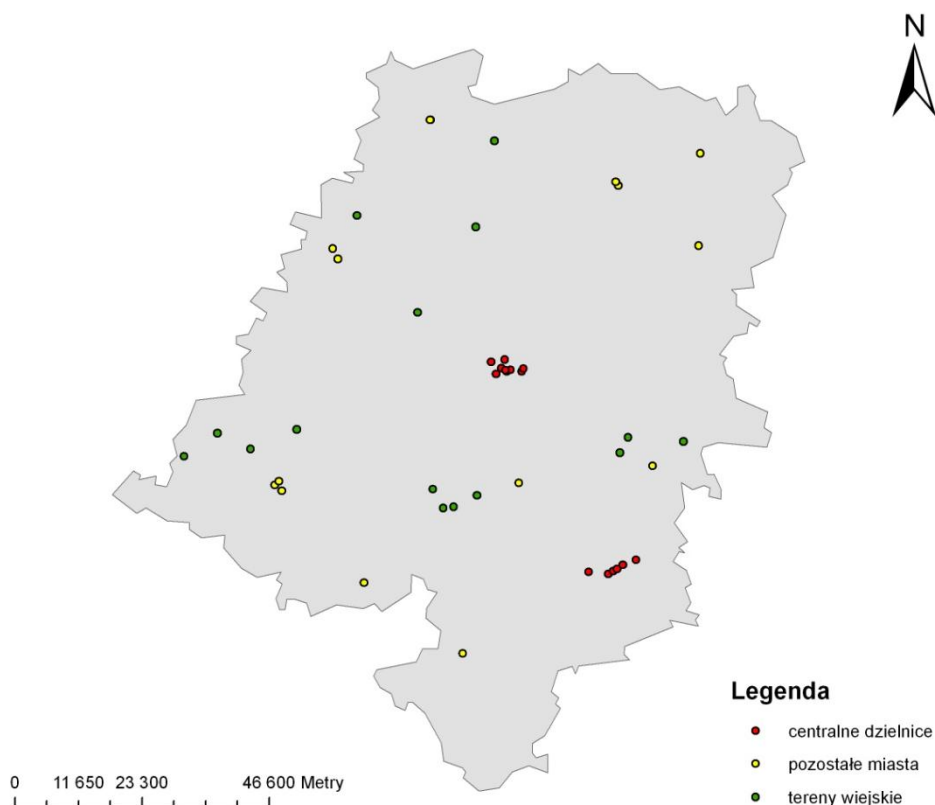 N
Legenda
centralne dzielnice
pozostałe miasta
tereny wiejskie
0 11 650 23 300 46 600 Metry